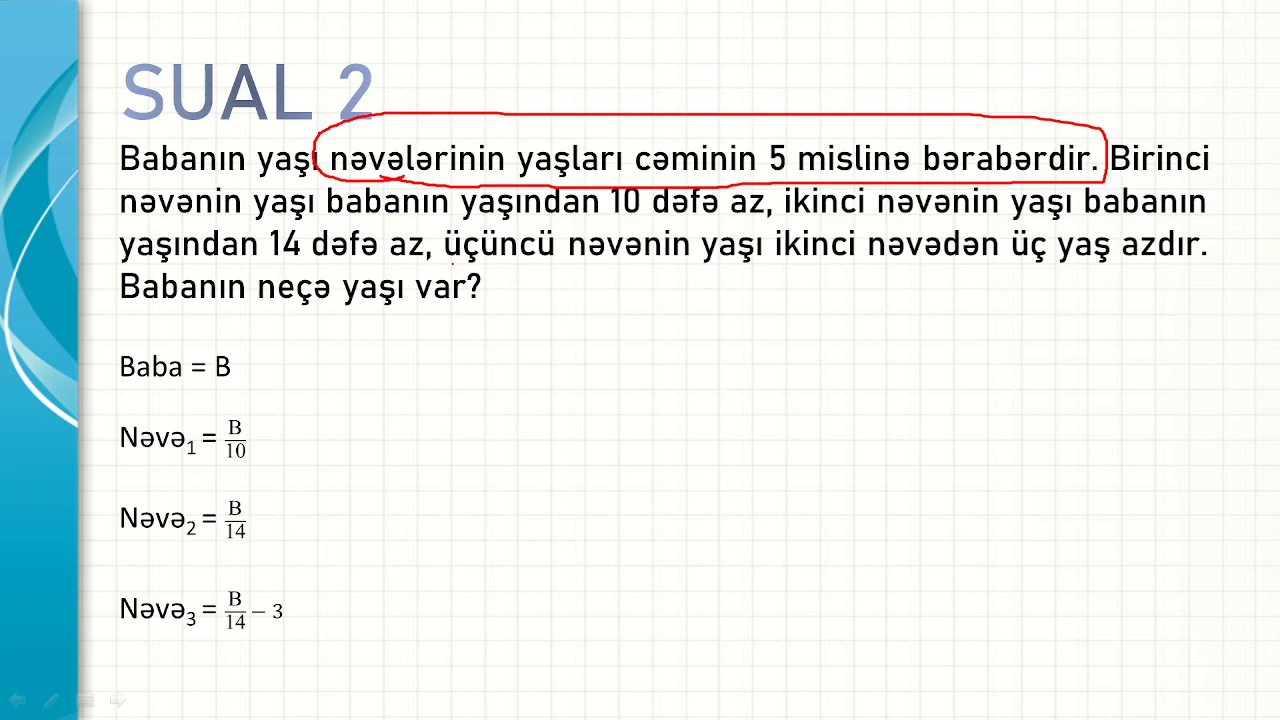 SUAL 2
Babanın yaşı nəvələrinin yaşları cəminin 5 mislinə bərabərdir. Birinci
nəvənin yaşı babanın yaşından 10 dəfə az, ikinci nəvənin yaşı babanın
yaşından 14 dəfə az, üçüncü nəvənin yaşı ikinci nəvədən üç yaş azdır.
Babanın neçə yaşı var?
Baba = B
Nəvə₁ = B/10
Nəvə₂ = B/14
Nəvə₃ = B/14 − 3